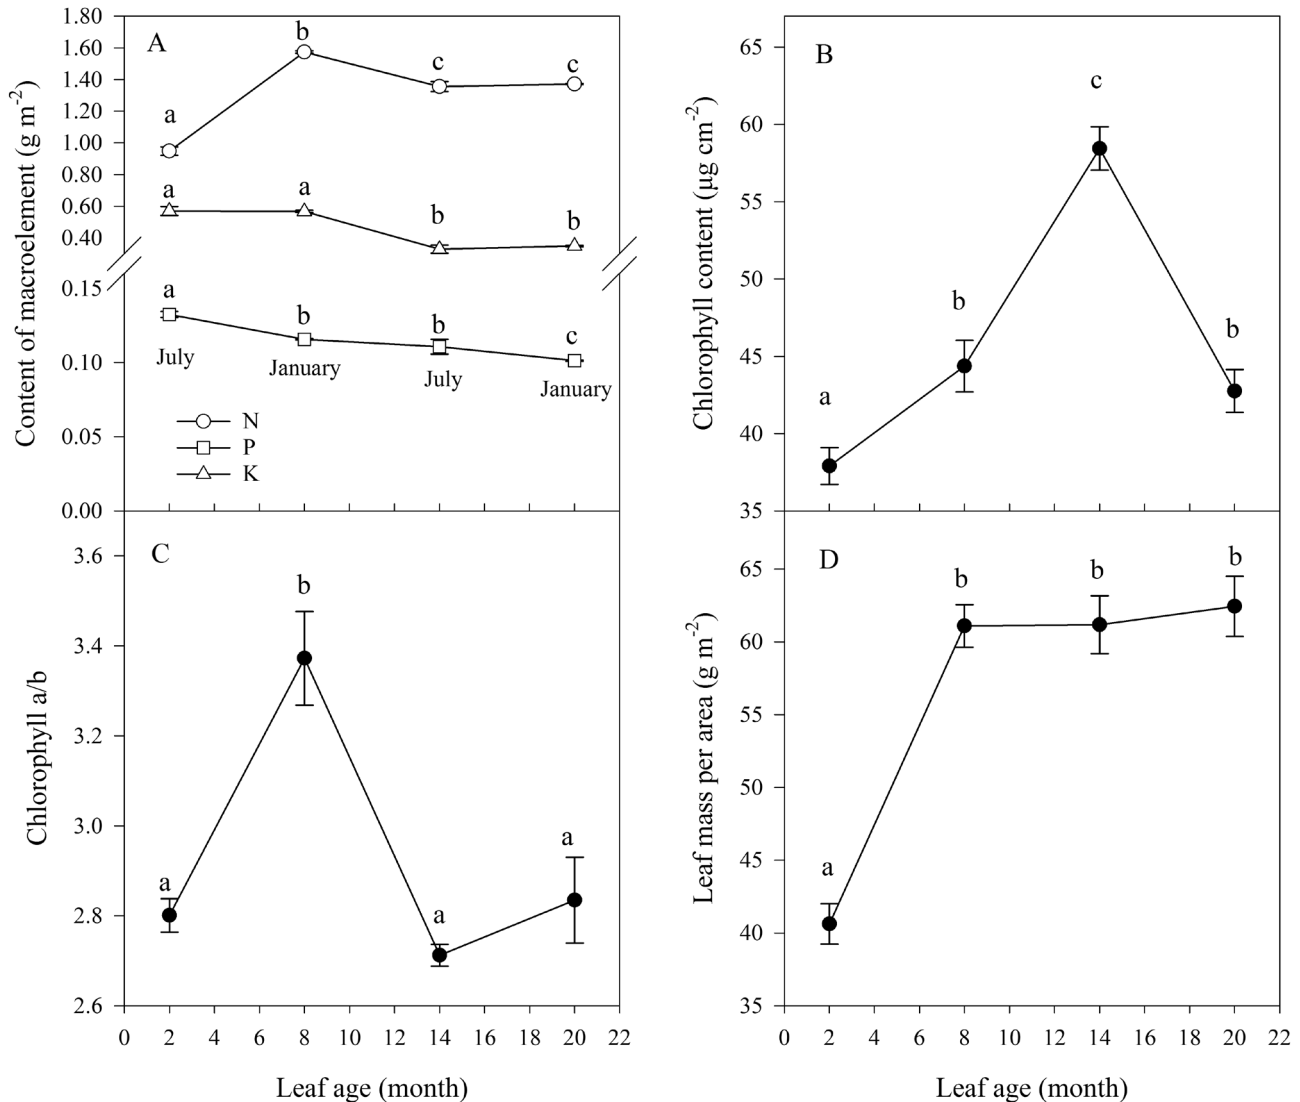 A
Content of macroelement (g m-2)
1.80
1.60
1.40
1.20
1.00
0.80
0.60
0.40
0.15
0.10
0.05
0.00
a
b
c
c
a
a
b
b
a
b
b
c
July
January
July
January
N
P
K
B
Chlorophyll content (µg cm-2)
65
60
55
50
45
40
35
a
b
c
b
C
Chlorophyll a/b
3.6
3.4
3.2
3.0
2.8
2.6
a
b
a
a
0 2 4 6 8 10 12 14 16 18 20 22
Leaf age (month)
D
Leaf mass per area (g m-2)
65
60
55
50
45
40
35
a
b
b
b
0 2 4 6 8 10 12 14 16 18 20 22
Leaf age (month)